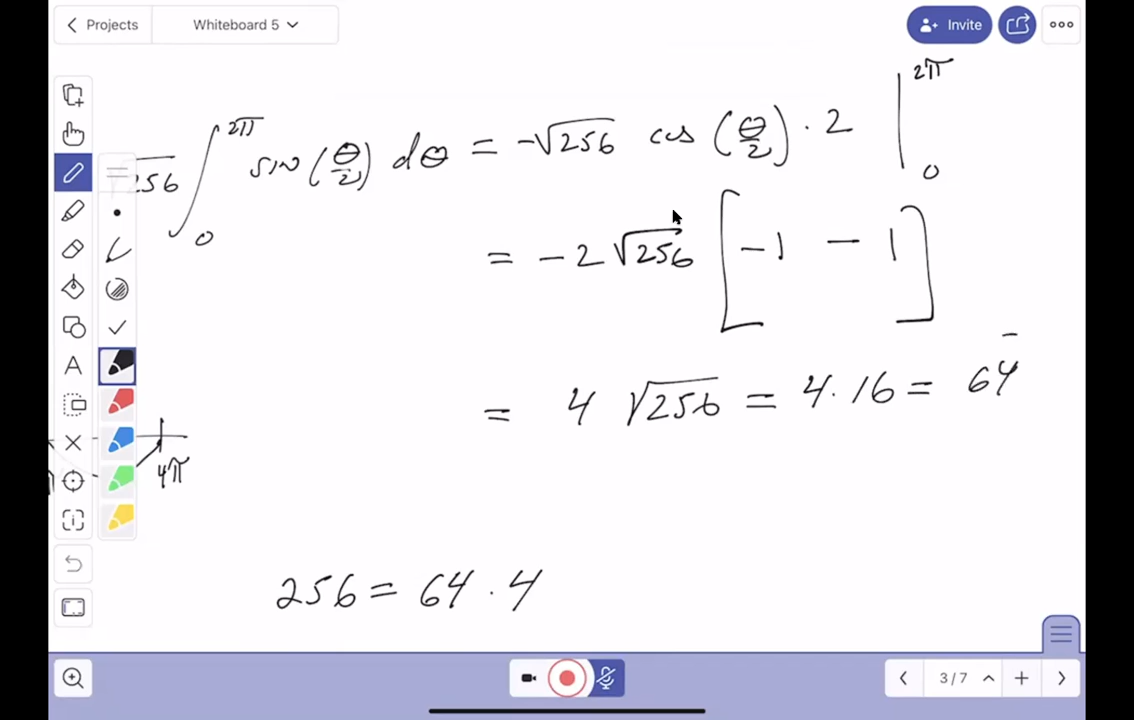 Projects
Whiteboard 5
Invite
√256 ∫₀^2π sin(θ/2) dθ = -√256 cos(θ/2) · 2 |₀^2π
= -2√256 [-1 - 1]
= 4 √256 = 4·16 = 64
4π
256 = 64 · 4
A
3/7